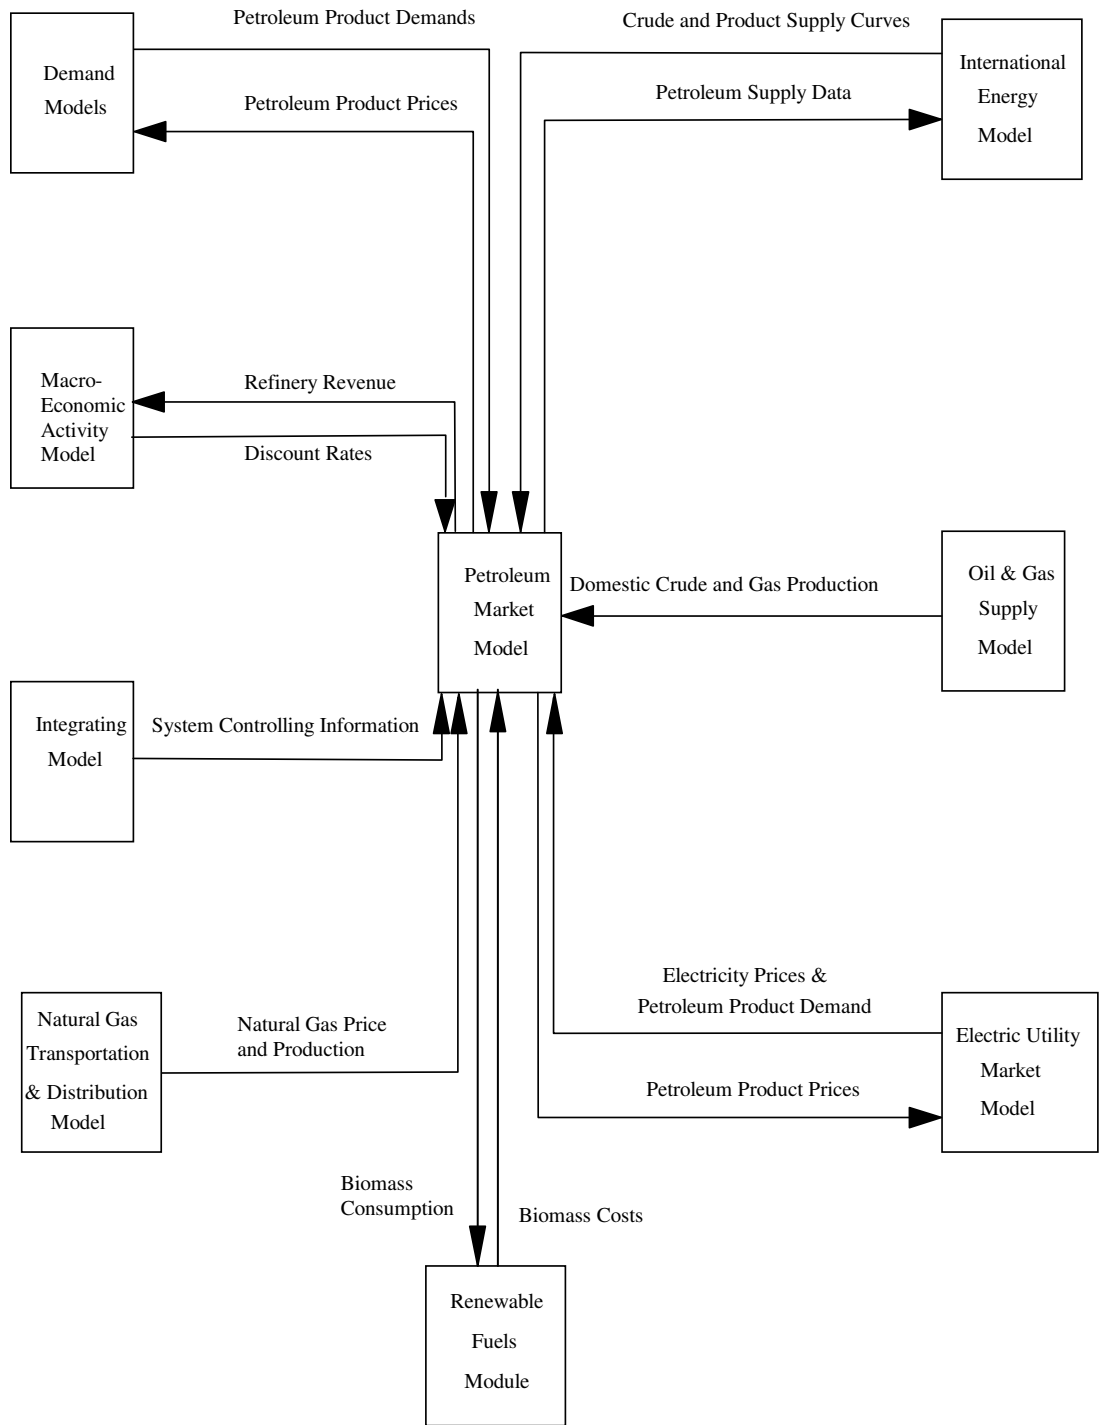 Petroleum Product Demands
Crude and Product Supply Curves
Demand
Models
Petroleum Product Prices
Petroleum Supply Data
International
Energy
Model
Macro-
Economic
Activity
Model
Refinery Revenue
Discount Rates
Petroleum
Market
Model
Domestic Crude and Gas Production
Oil & Gas
Supply
Model
Integrating
Model
System Controlling Information
Natural Gas
Transportation
& Distribution
Model
Natural Gas Price
and Production
Electricity Prices &
Petroleum Product Demand
Petroleum Product Prices
Electric Utility
Market
Model
Biomass
Consumption
Biomass Costs
Renewable
Fuels
Module